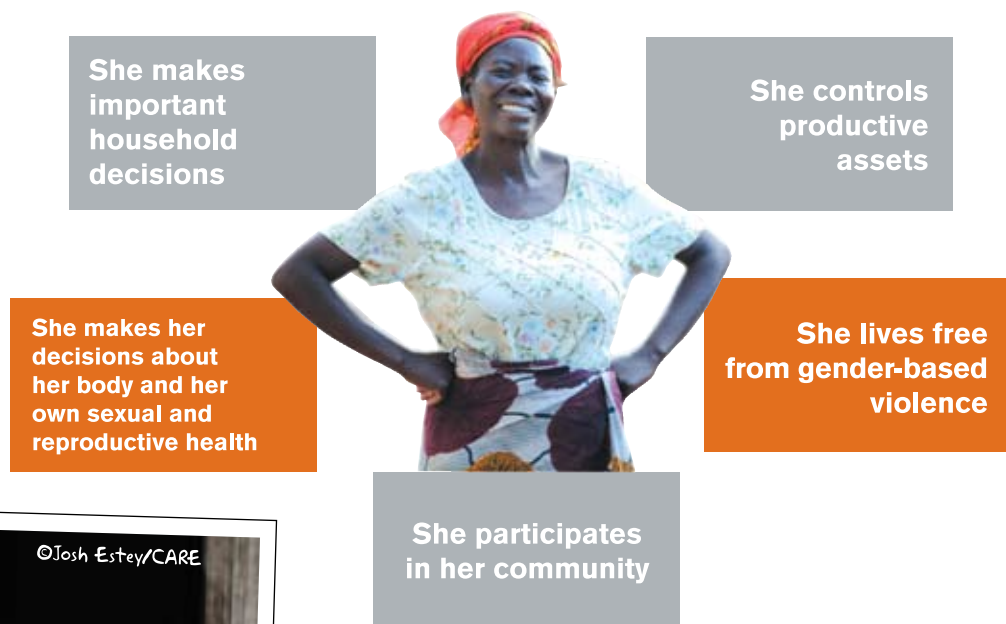 She makes
important
household
decisions
She controls
productive
assets
She makes her
decisions about
her body and her
own sexual and
reproductive health
She lives free
from gender-based
violence
She participates
in her community
©Josh Estey/CARE